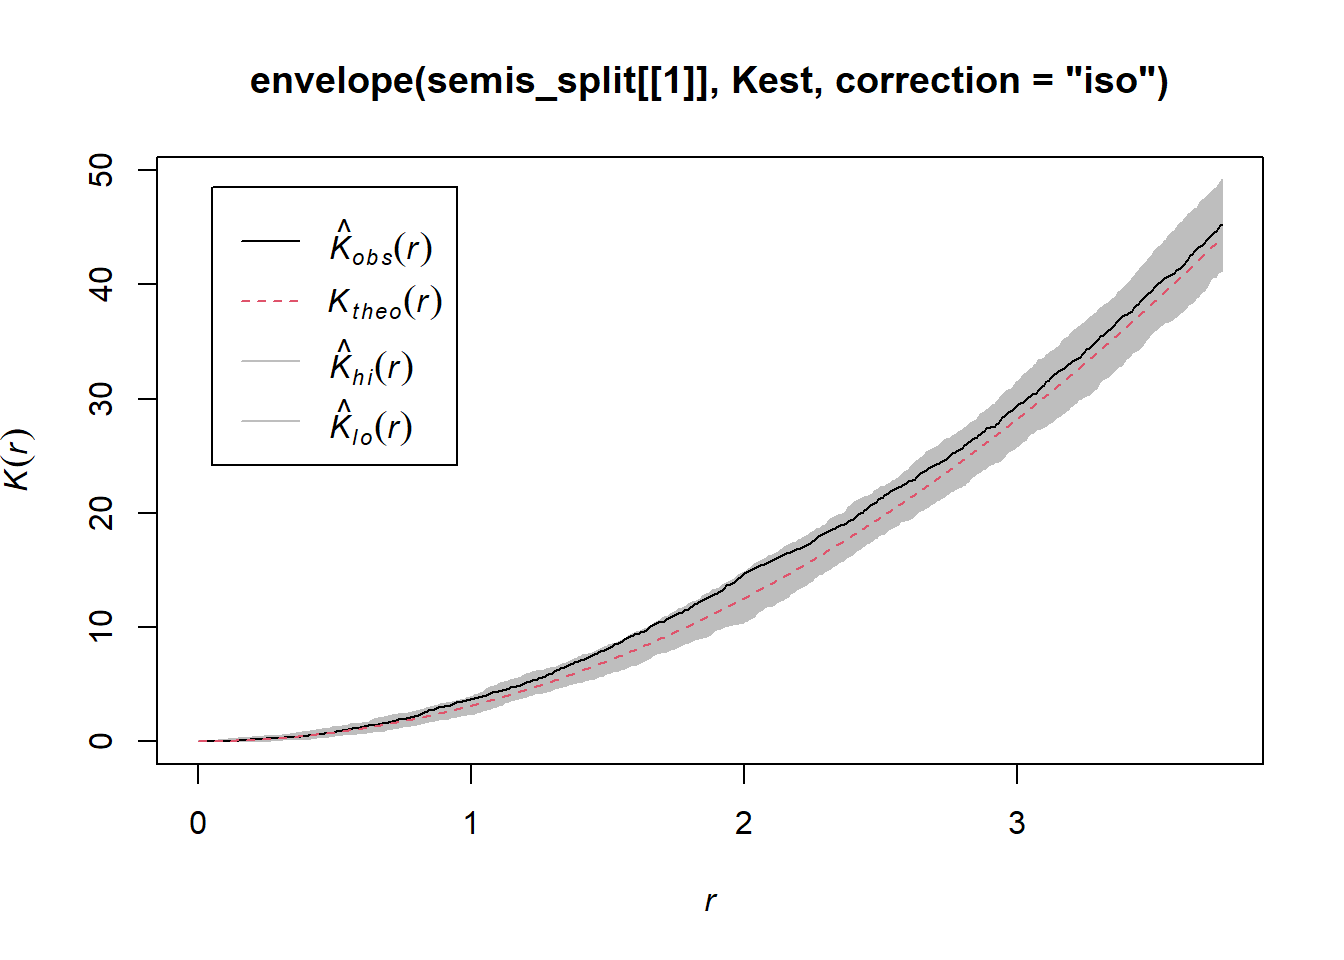 envelope(semis_split[[1]], Kest, correction = "iso")
K(r)
50
40
30
20
10
0
K̂obs(r)
Ktheo(r)
K̂hi(r)
K̂lo(r)
0 1 2 3
r